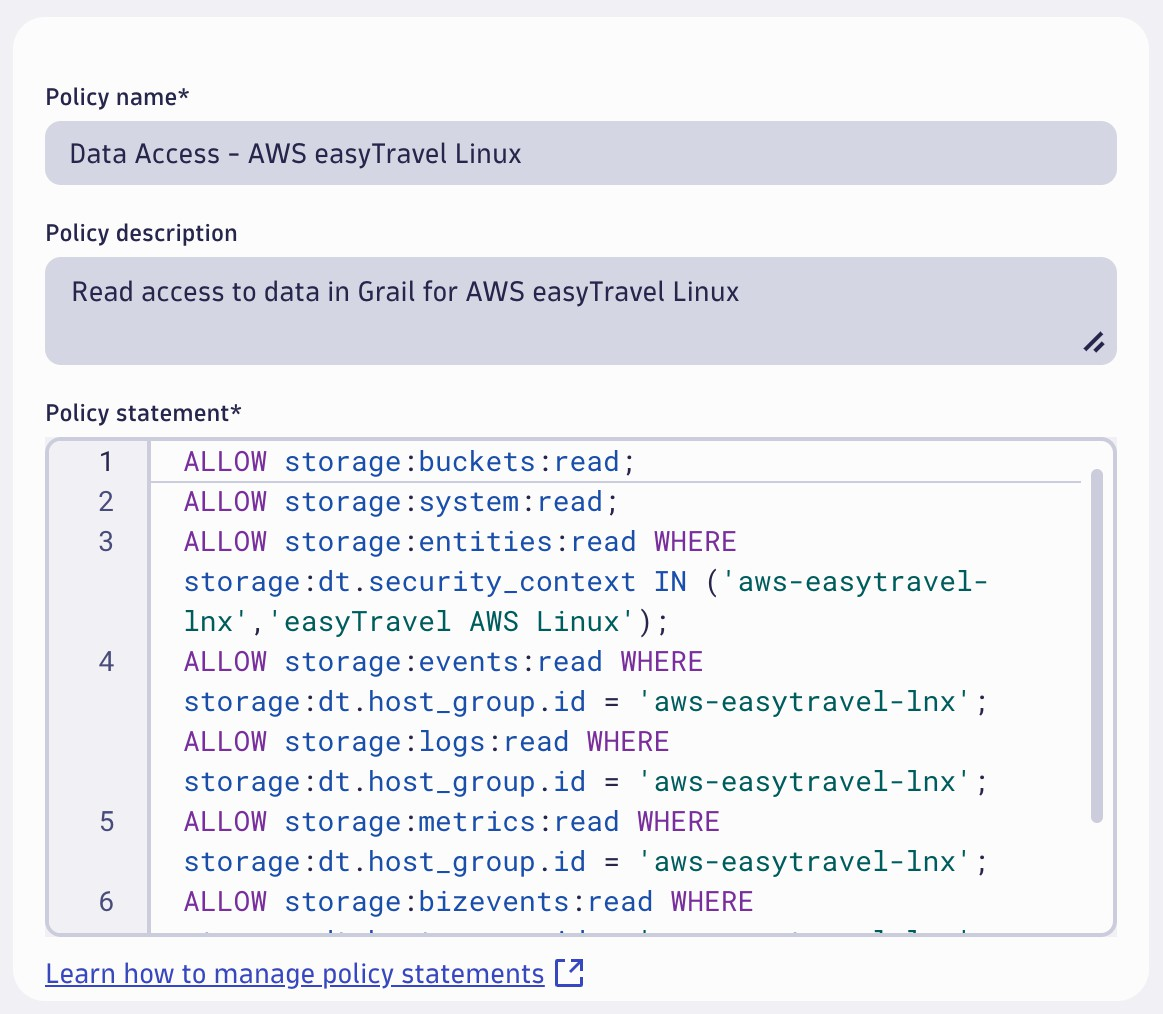 Policy name*
Data Access - AWS easyTravel Linux
Policy description
Read access to data in Grail for AWS easyTravel Linux
Policy statement*
1 ALLOW storage:buckets:read;
2 ALLOW storage:system:read;
3 ALLOW storage:entities:read WHERE
storage:dt.security_context IN ('aws-easytravel-
lnx','easyTravel AWS Linux');
4 ALLOW storage:events:read WHERE
storage:dt.host_group.id = 'aws-easytravel-lnx';
ALLOW storage:logs:read WHERE
storage:dt.host_group.id = 'aws-easytravel-lnx';
5 ALLOW storage:metrics:read WHERE
storage:dt.host_group.id = 'aws-easytravel-lnx';
6 ALLOW storage:bizevents:read WHERE
Learn how to manage policy statements